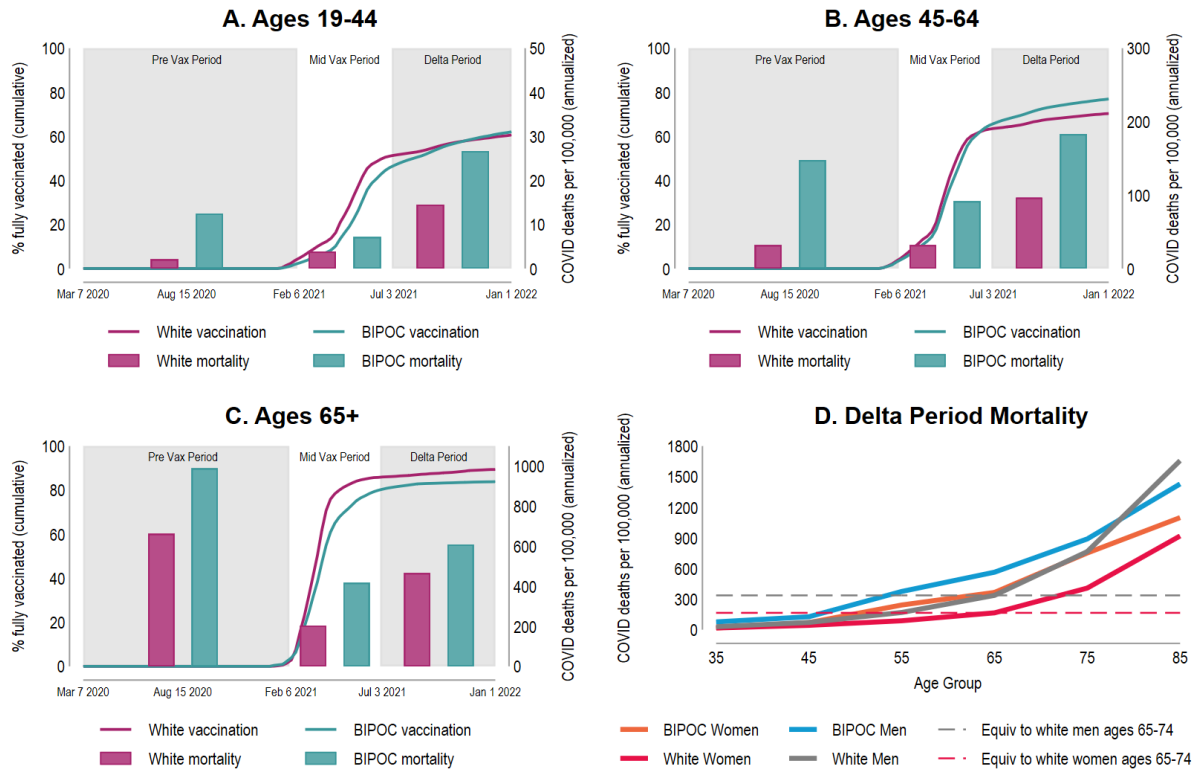 A. Ages 19-44
% fully vaccinated (cumulative)
100
80
60
40
20
0
Pre Vax Period
Mid Vax Period
Delta Period
50
40
30
20
10
0
COVID deaths per 100,000 (annualized)
Mar 7 2020
Aug 15 2020
Feb 6 2021
Jul 3 2021
Jan 1 2022
White vaccination
BIPOC vaccination
White mortality
BIPOC mortality
B. Ages 45-64
% fully vaccinated (cumulative)
100
80
60
40
20
0
Pre Vax Period
Mid Vax Period
Delta Period
300
200
100
0
COVID deaths per 100,000 (annualized)
Mar 7 2020
Aug 15 2020
Feb 6 2021
Jul 3 2021
Jan 1 2022
White vaccination
BIPOC vaccination
White mortality
BIPOC mortality
C. Ages 65+
% fully vaccinated (cumulative)
100
80
60
40
20
0
Pre Vax Period
Mid Vax Period
Delta Period
1000
800
600
400
200
0
COVID deaths per 100,000 (annualized)
Mar 7 2020
Aug 15 2020
Feb 6 2021
Jul 3 2021
Jan 1 2022
White vaccination
BIPOC vaccination
White mortality
BIPOC mortality
D. Delta Period Mortality
COVID deaths per 100,000 (annualized)
1800
1500
1200
900
600
300
0
35
45
55
65
75
85
Age Group
BIPOC Women
BIPOC Men
Equiv to white men ages 65-74
White Women
White Men
Equiv to white women ages 65-74